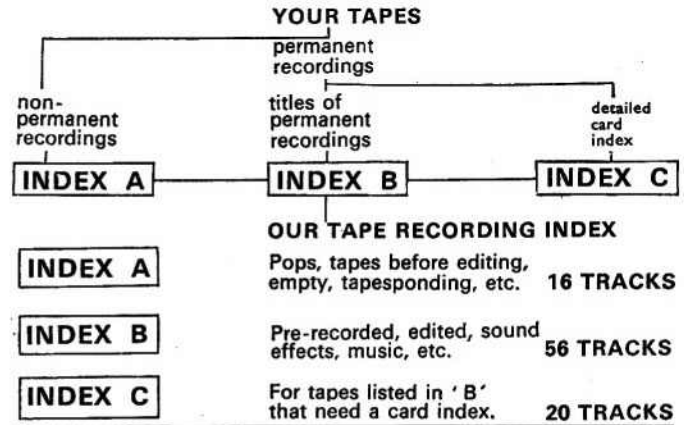 YOUR TAPES
permanent
recordings
non-
permanent
recordings
titles of
permanent
recordings
detailed
card
index
INDEX A
INDEX B
INDEX C
OUR TAPE RECORDING INDEX
INDEX A
Pops, tapes before editing,
empty, tapesponding, etc. 16 TRACKS
INDEX B
Pre-recorded, edited, sound
effects, music, etc. 56 TRACKS
INDEX C
For tapes listed in ‘ B ’
that need a card index. 20 TRACKS